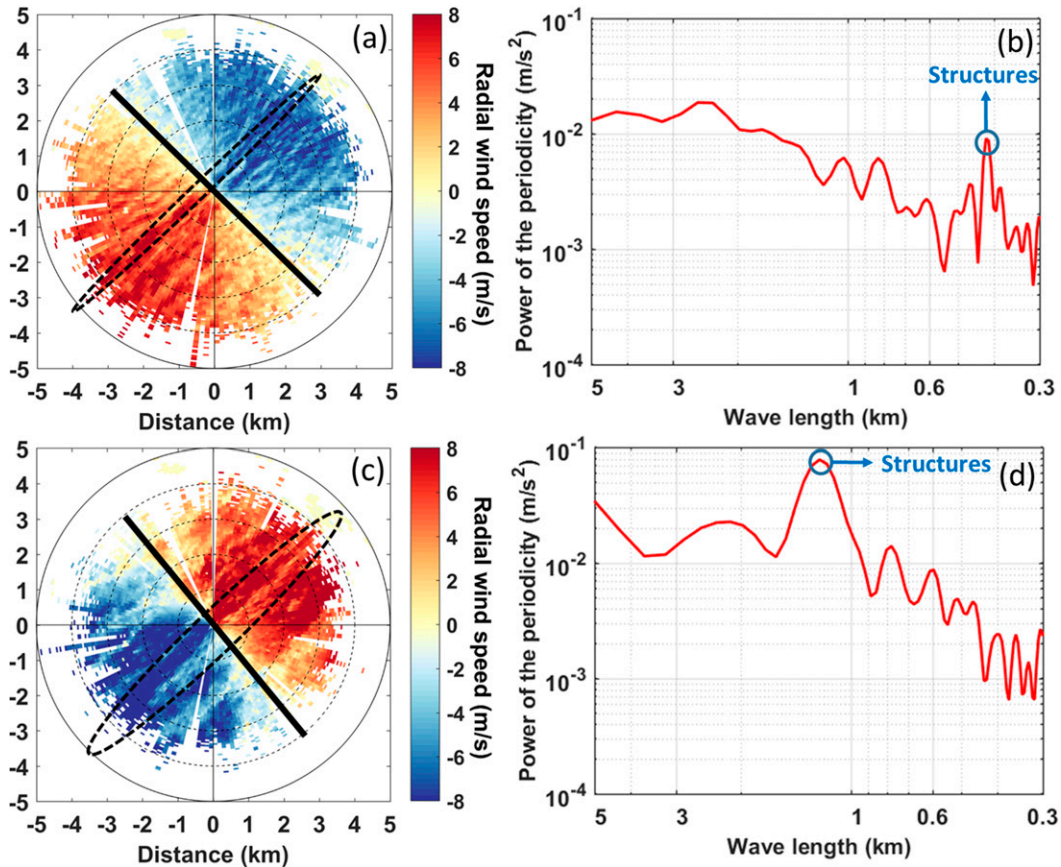 (a)
5
4
3
2
1
0
-1
-2
-3
-4
-5
-5 -4 -3 -2 -1 0 1 2 3 4 5
Distance (km)
8
6
4
2
0
-2
-4
-6
-8
Radial wind speed (m/s)
(b)
Structures
Power of the periodicity (m/s²)
10⁻¹
10⁻²
10⁻³
10⁻⁴
5 3 1 0.6 0.3
Wave length (km)
(c)
5
4
3
2
1
0
-1
-2
-3
-4
-5
-5 -4 -3 -2 -1 0 1 2 3 4 5
Distance (km)
8
6
4
2
0
-2
-4
-6
-8
Radial wind speed (m/s)
(d)
Structures
Power of the periodicity (m/s²)
10⁻¹
10⁻²
10⁻³
10⁻⁴
5 3 1 0.6 0.3
Wave length (km)